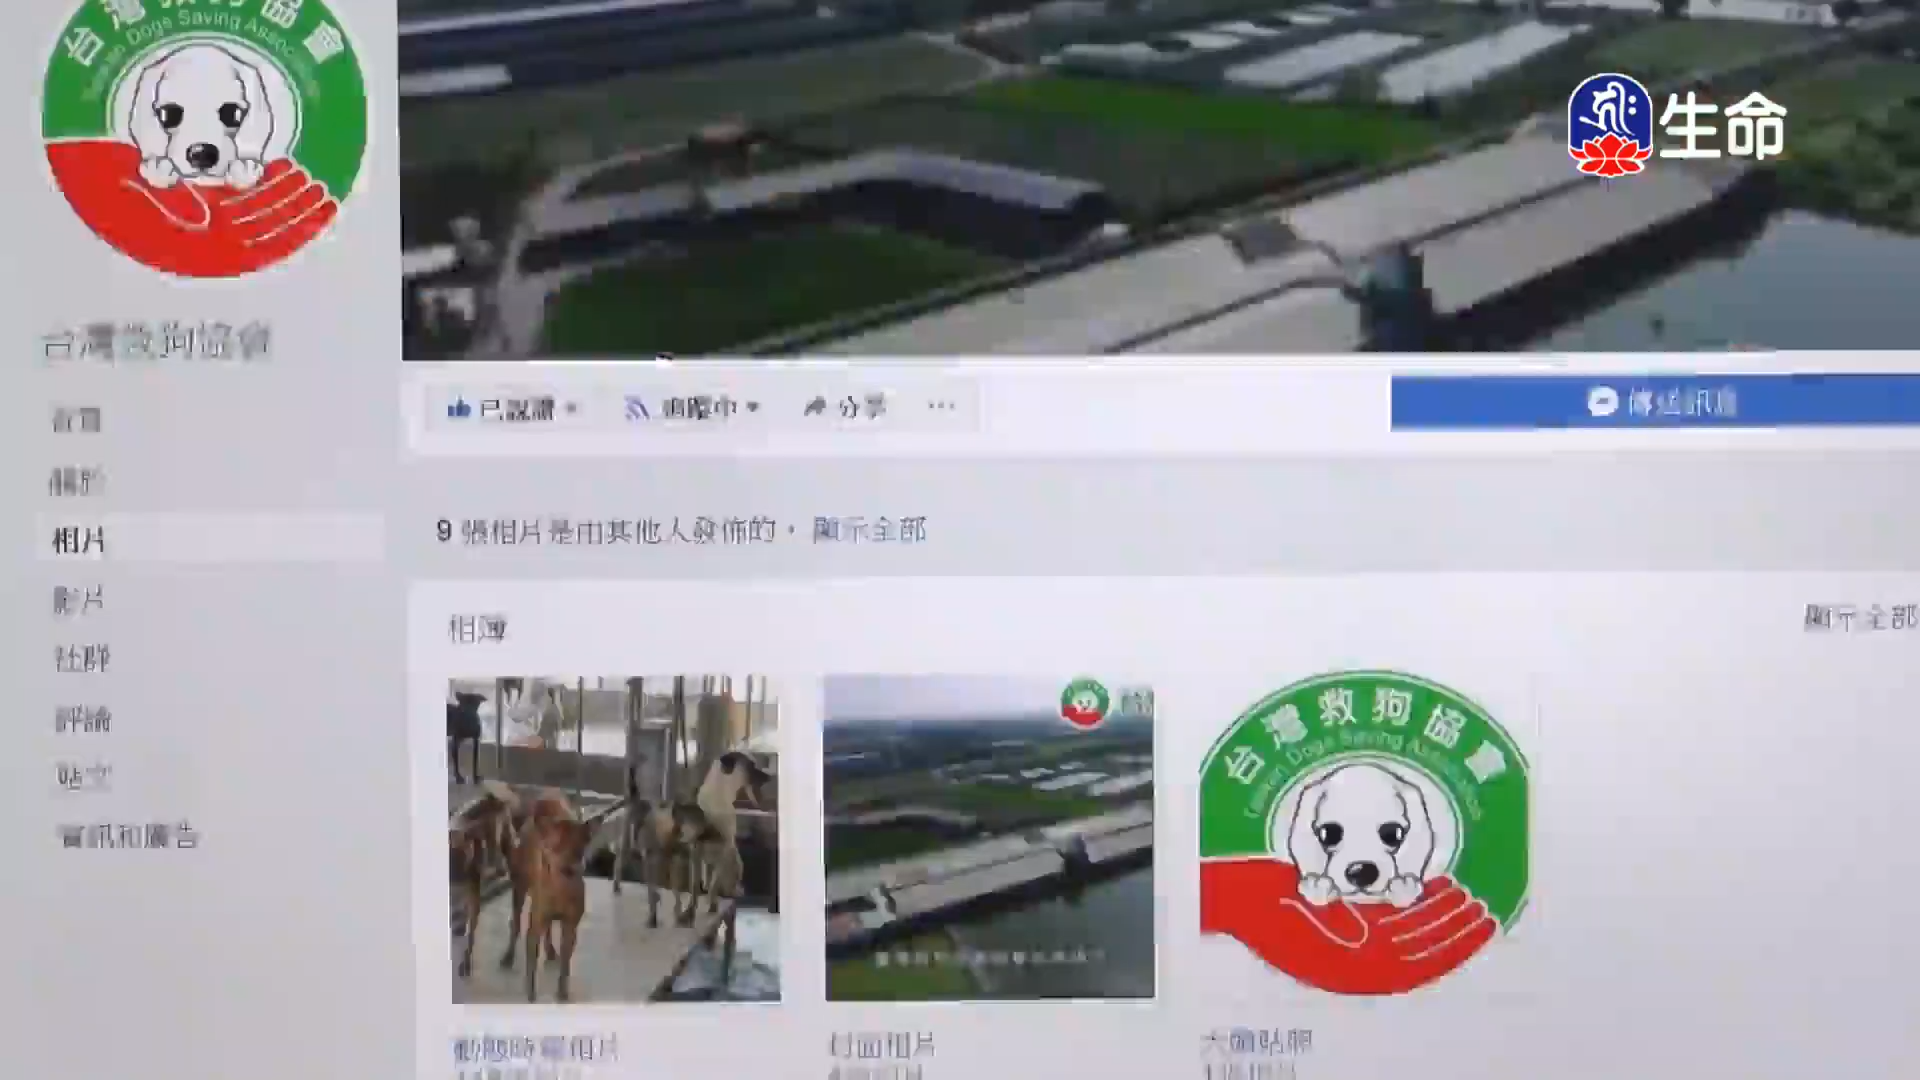 台灣救狗協會
Taiwan Dogs Saving Assoc
生命
台灣救狗協會
首頁
關於
相片
影片
社群
評論
貼文
資訊和廣告
已說讚
追蹤中
分享
傳送訊息
9 張相片是由其他人發佈的。 顯示全部
相簿
顯示全部
台灣救狗協會
Taiwan Dogs Saving Association
動態時報相片
封面相片
大頭貼照